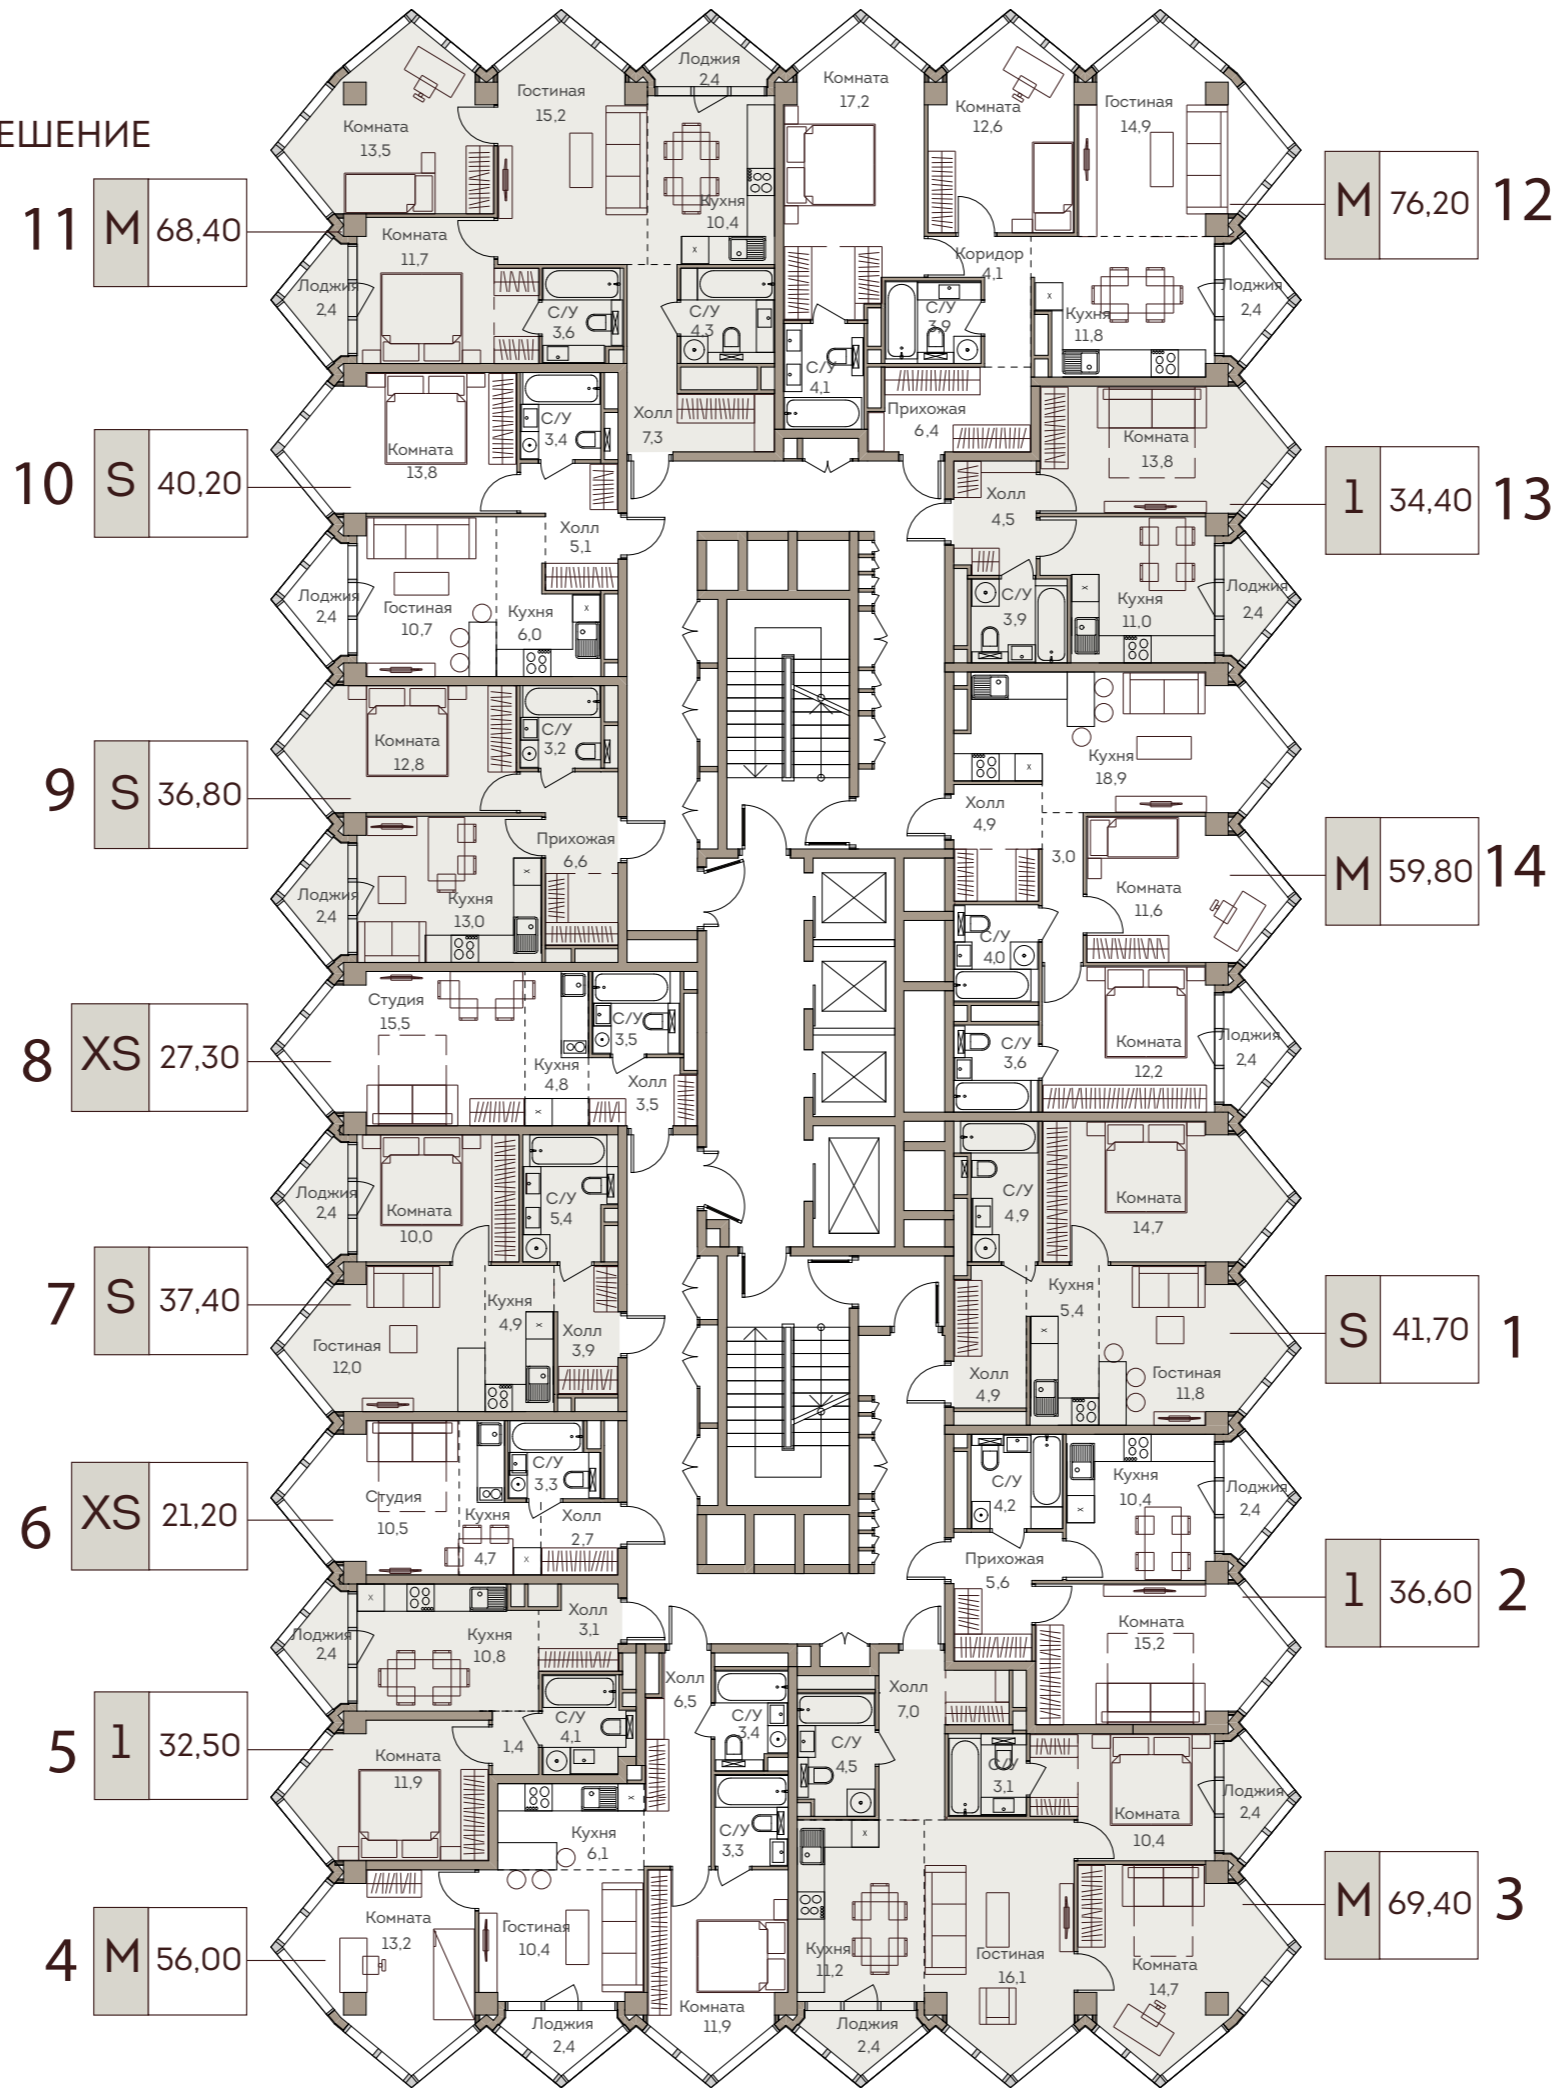 ЕШЕНИЕ
11 M 68,40
10 S 40,20
9 S 36,80
8 XS 27,30
7 S 37,40
6 XS 21,20
5 1 32,50
4 M 56,00
M 76,20 12
1 34,40 13
M 59,80 14
S 41,70 1
1 36,60 2
M 69,40 3
Комната
13,5
Гостиная
15,2
Лоджия
2,4
Кухня
10,4
Комната
11,7
Лоджия
2,4
С/У
3,6
С/У
4,3
Холл
7,3
Комната
17,2
Комната
12,6
Гостиная
14,9
Коридор
4,1
Кухня
11,8
Лоджия
2,4
С/У
3,9
С/У
4,1
Прихожая
6,4
Комната
13,8
С/У
3,4
Холл
5,1
Лоджия
2,4
Гостиная
10,7
Кухня
6,0
Комната
13,8
Холл
4,5
С/У
3,9
Кухня
11,0
Лоджия
2,4
Комната
12,8
С/У
3,2
Прихожая
6,6
Лоджия
2,4
Кухня
13,0
Кухня
18,9
Холл
4,9
3,0
Комната
11,6
С/У
4,0
С/У
3,6
Комната
12,2
Лоджия
2,4
Студия
15,5
Кухня
4,8
С/У
3,5
Холл
3,5
Лоджия
2,4
Комната
10,0
С/У
5,4
Гостиная
12,0
Кухня
4,9
Холл
3,9
С/У
4,9
Комната
14,7
Кухня
5,4
Холл
4,9
Гостиная
11,8
Студия
10,5
Кухня
4,7
С/У
3,3
Холл
2,7
С/У
4,2
Кухня
10,4
Лоджия
2,4
Прихожая
5,6
Комната
15,2
Лоджия
2,4
Кухня
10,8
Холл
3,1
С/У
4,1
1,4
Комната
11,9
Холл
6,5
С/У
3,4
С/У
3,3
Кухня
6,1
Комната
13,2
Гостиная
10,4
Лоджия
2,4
Комната
11,9
Холл
7,0
С/У
4,5
С/У
3,1
Комната
10,4
Лоджия
2,4
Кухня
11,2
Гостиная
16,1
Комната
14,7
Лоджия
2,4